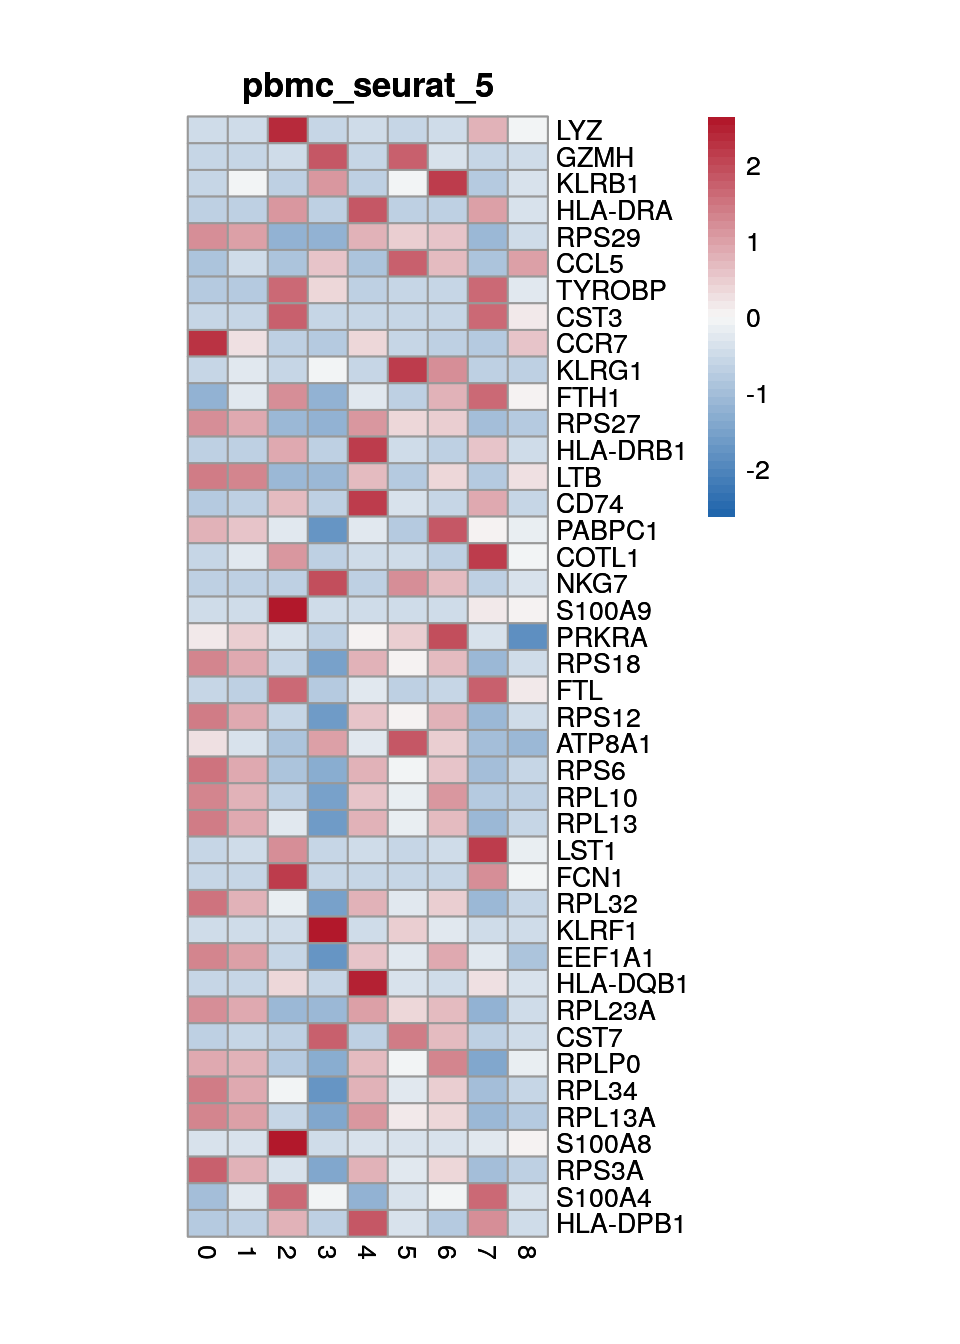 pbmc_seurat_5
LYZ
GZMH
KLRB1
HLA-DRA
RPS29
CCL5
TYROBP
CST3
CCR7
KLRG1
FTH1
RPS27
HLA-DRB1
LTB
CD74
PABPC1
COTL1
NKG7
S100A9
PRKRA
RPS18
FTL
RPS12
ATP8A1
RPS6
RPL10
RPL13
LST1
FCN1
RPL32
KLRF1
EEF1A1
HLA-DQB1
RPL23A
CST7
RPLP0
RPL34
RPL13A
S100A8
RPS3A
S100A4
HLA-DPB1
0 1 2 3 4 5 6 7 8
2
1
0
-1
-2